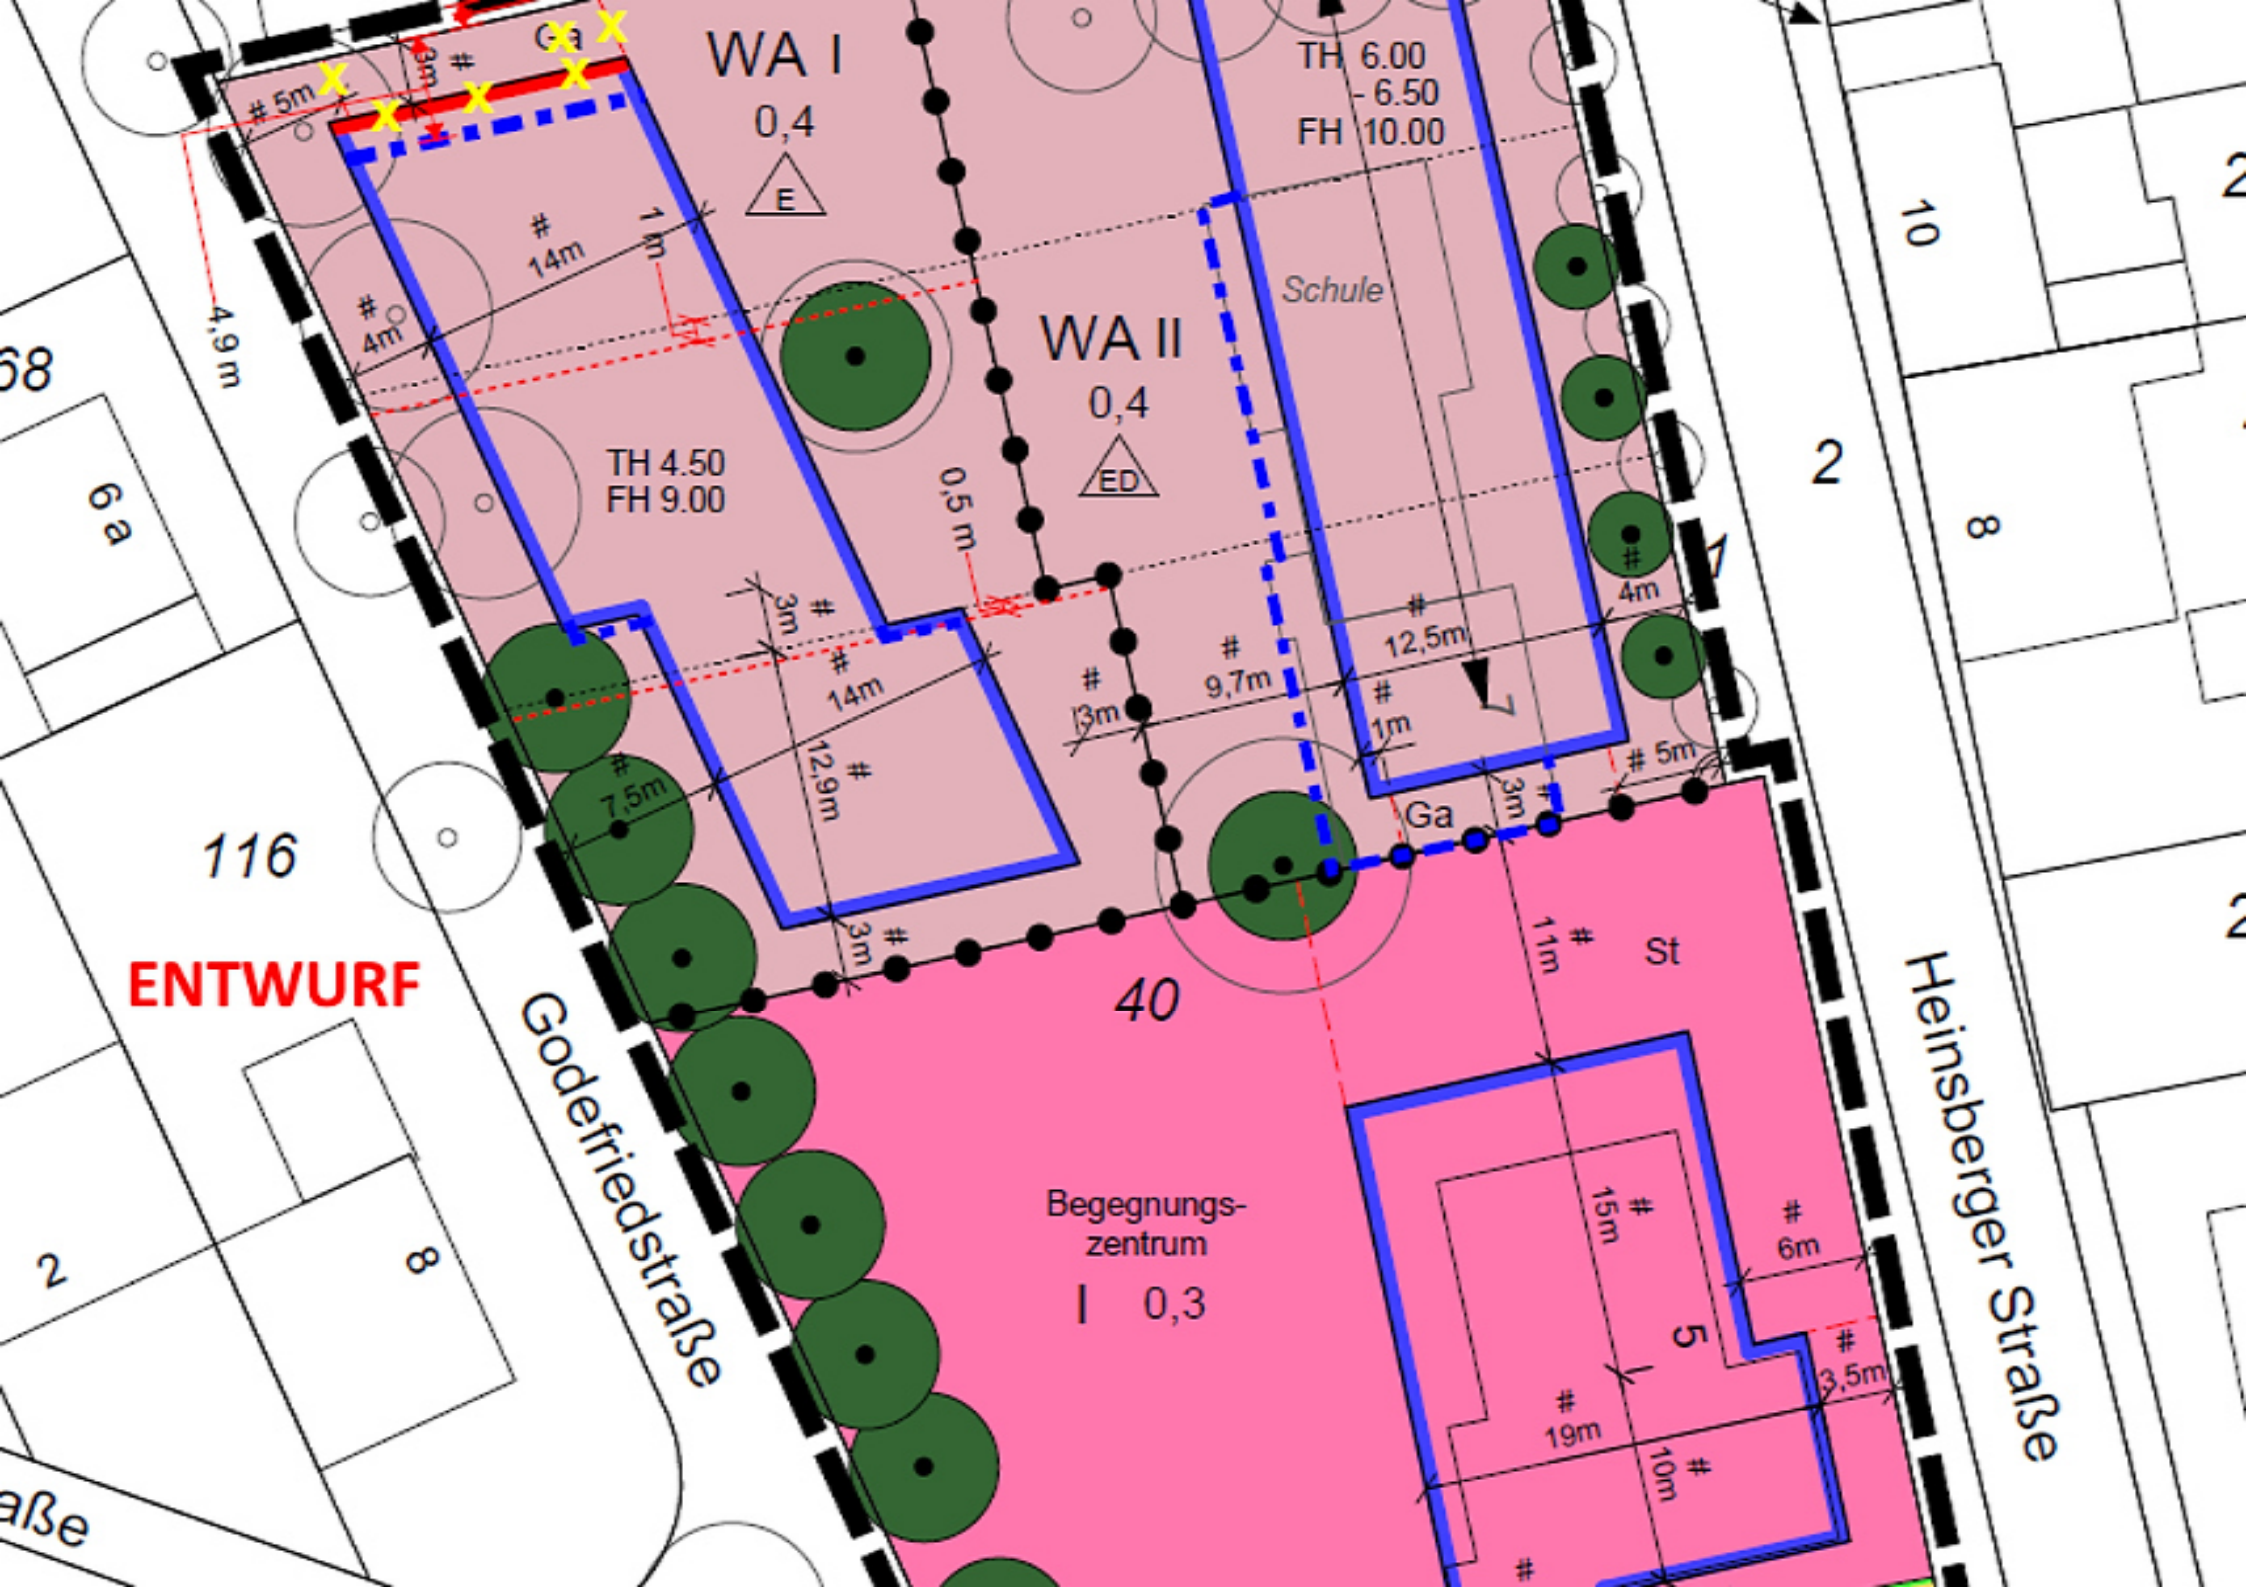 Ga
WA I
0,4
E
TH 6.00
- 6.50
FH 10.00
# 5m
#
3m
x
x
x
x
x
x
#
14m
1 m
#
4m
4,9 m
68
6 a
TH 4.50
FH 9.00
Schule
WA II
0,4
ED
0,5 m
10
2
2
8
7
#
4m
#
12,5m
#
9,7m
#
3m
#
1m
#
3m
#
14m
#
12,9m
#
7,5m
#
3m
# 5m
Ga
#
3m
7
116
ENTWURF
Godefriedstraße
40
#
11m
St
2
Heinsberger Straße
Begegnungs-
zentrum
I 0,3
#
15m
#
6m
5
#
3,5m
#
19m
#
10m
#
2
8
aße